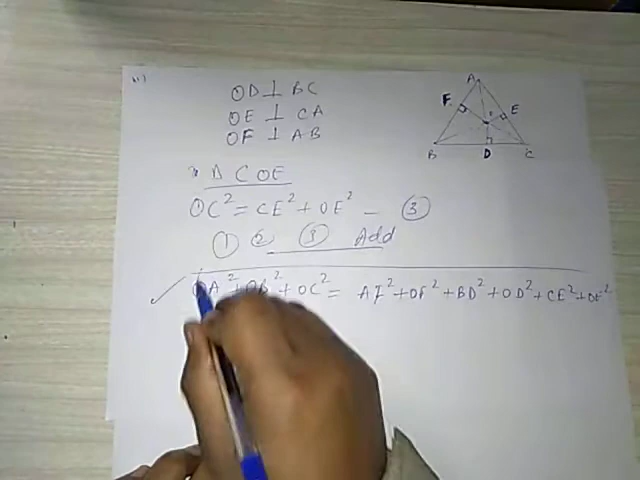 OD ⊥ BC
OE ⊥ CA
OF ⊥ AB
A
F
E
B
D
C
Δ COE
OC² = CE² + OE² — ③
① ② ③ Add
OA² + OB² + OC² = AF² + OF² + BD² + OD² + CE² + OE²